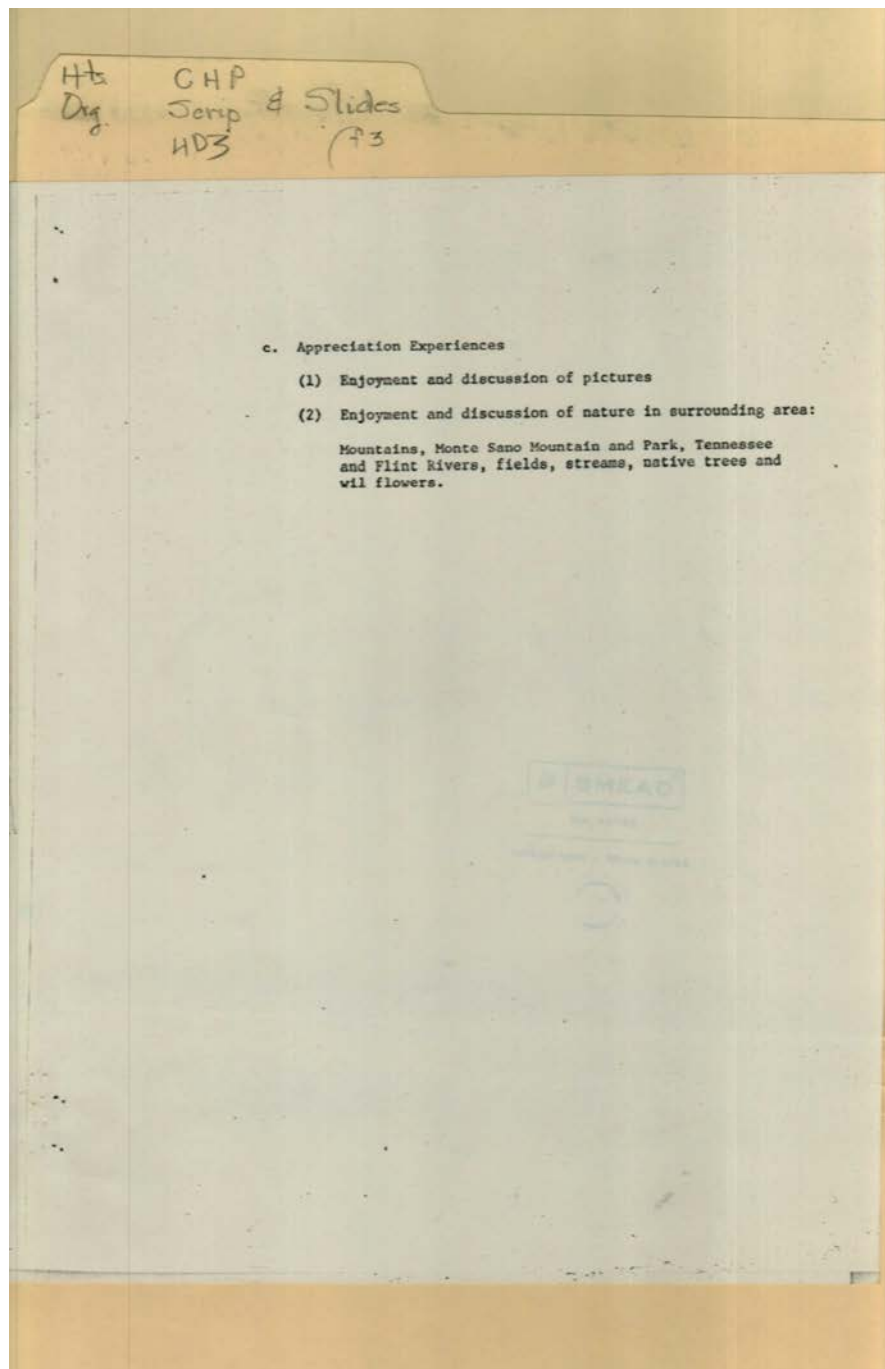 Hts. CHP
Org. Scrip & Slides
HD3 f3
c. Appreciation Experiences
(1) Enjoyment and discussion of pictures
(2) Enjoyment and discussion of nature in surrounding area:
Mountains, Monte Sano Mountain and Park, Tennessee
and Flint Rivers, fields, streams, native trees and
wil flowers.
SMEAD